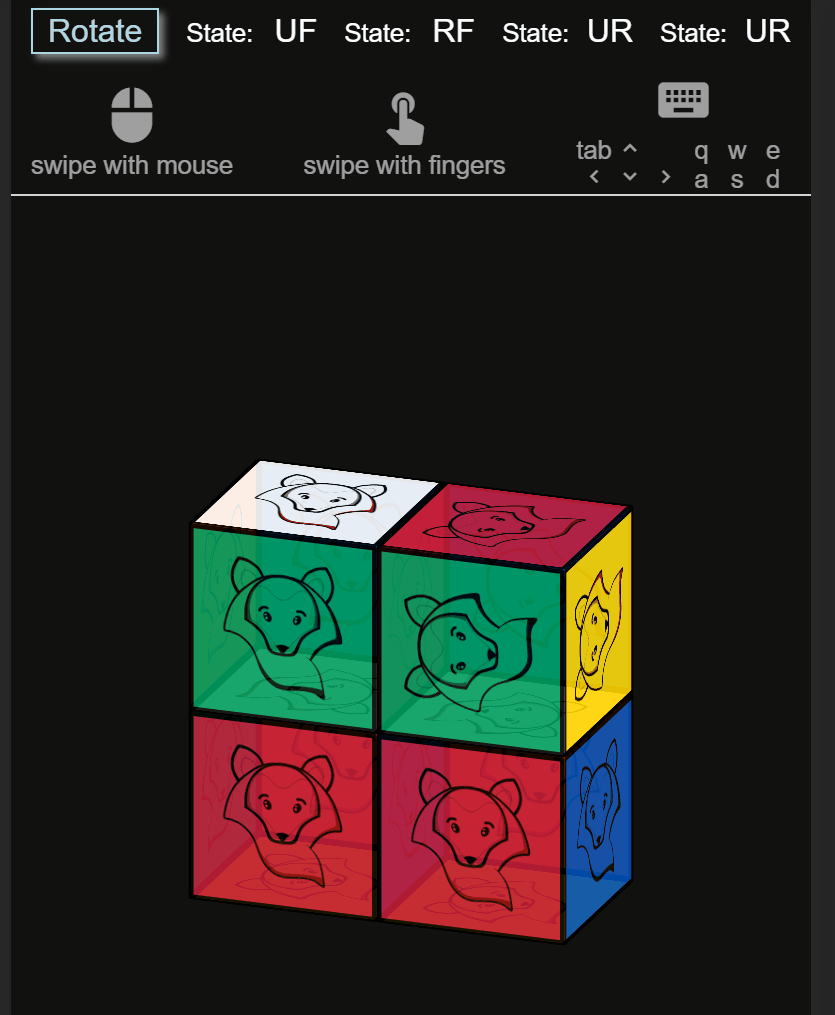 Rotate State: UF State: RF State: UR State: UR
swipe with mouse swipe with fingers tab q w e
a s d